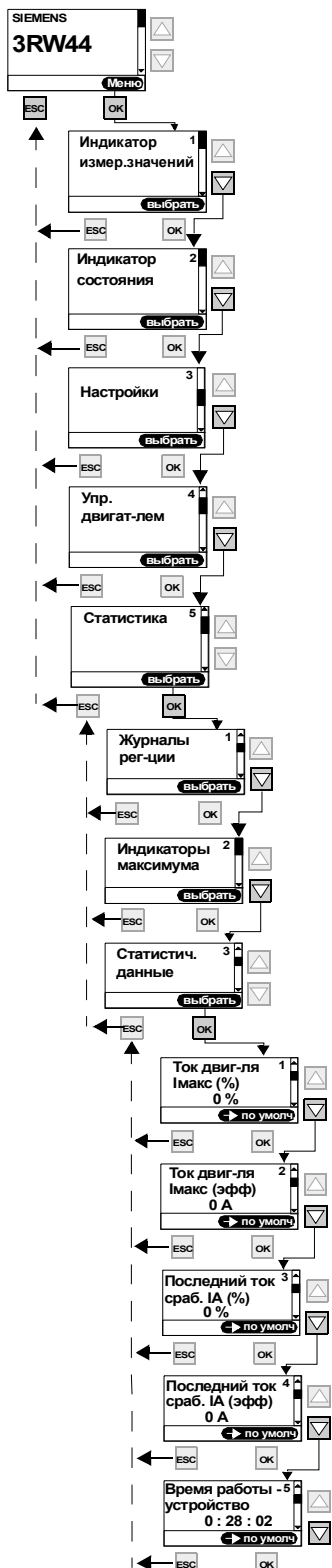 SIEMENS
3RW44
Меню
ESC
OK
Индикатор 1
измер.значений
выбрать
ESC
OK
Индикатор 2
состояния
выбрать
ESC
OK
3
Настройки
выбрать
ESC
OK
Упр. 4
двигат-лем
выбрать
ESC
OK
Статистика 5
выбрать
ESC
OK
Журналы 1
рег-ции
выбрать
ESC
OK
Индикаторы 2
максимума
выбрать
ESC
OK
Статистич. 3
данные
выбрать
ESC
OK
Ток двиг-ля 1
Iмакс (%)
0 %
по умолч
ESC
OK
Ток двиг-ля 2
Iмакс (эфф)
0 A
по умолч
ESC
OK
Последний ток 3
сраб. IA (%)
0 %
по умолч
ESC
OK
Последний ток 4
сраб. IA (эфф)
0 A
по умолч
ESC
OK
Время работы - 5
устройство
0 : 28 : 02
по умолч
ESC
OK